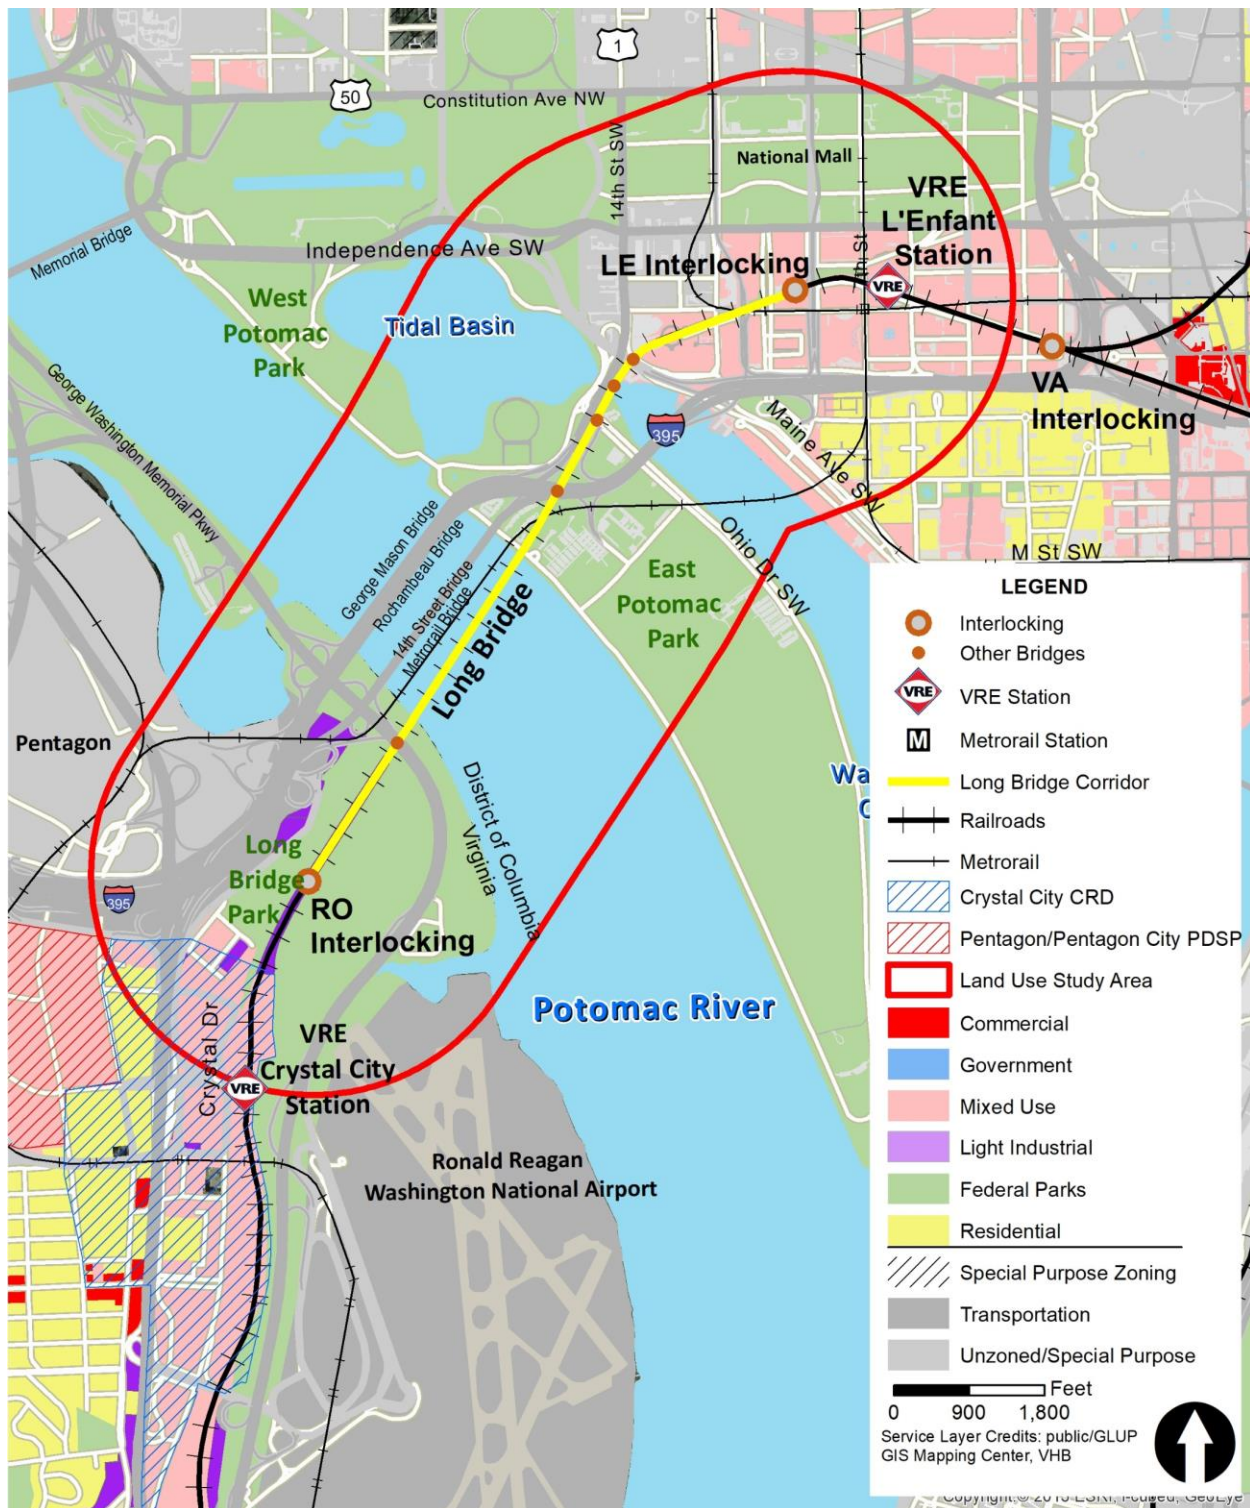 1
50
Constitution Ave NW
14th St SW
National Mall
VRE
L'Enfant
Station
Memorial Bridge
Independence Ave SW
LE Interlocking
th St
VRE
West
Potomac
Park
Tidal Basin
VA
Interlocking
George Washington Memorial Pkwy
395
Maine Ave SW
George Mason Bridge
Rochambeau Bridge
14th Street Bridge
Metrorail Bridge
Long Bridge
Ohio Dr SW
M St SW
East
Potomac
Park
Pentagon
Wa
C
District of Columbia
Virginia
Long
Bridge
Park
395
RO
Interlocking
Potomac River
Crystal Dr
VRE
Crystal City
Station
VRE
Ronald Reagan
Washington National Airport
LEGEND
Interlocking
Other Bridges
VRE
VRE Station
M
Metrorail Station
Long Bridge Corridor
Railroads
Metrorail
Crystal City CRD
Pentagon/Pentagon City PDSP
Land Use Study Area
Commercial
Government
Mixed Use
Light Industrial
Federal Parks
Residential
Special Purpose Zoning
Transportation
Unzoned/Special Purpose
Feet
0 900 1,800
Service Layer Credits: public/GLUP
GIS Mapping Center, VHB